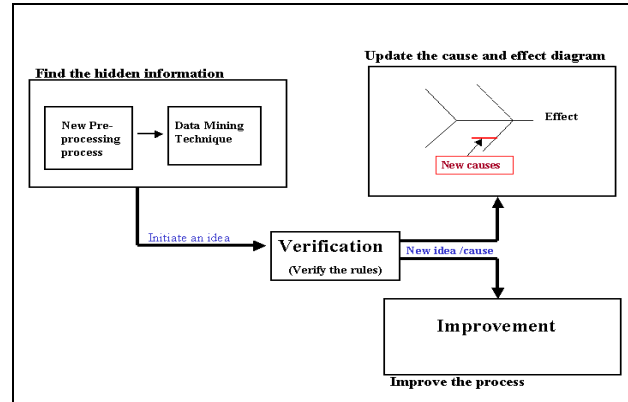 Update the cause and effect diagram
Find the hidden information
New Pre-
processing
process
Data Mining
Technique
Effect
New causes
Initiate an idea
Verification
(Verify the rules)
New idea /cause
Improvement
Improve the process